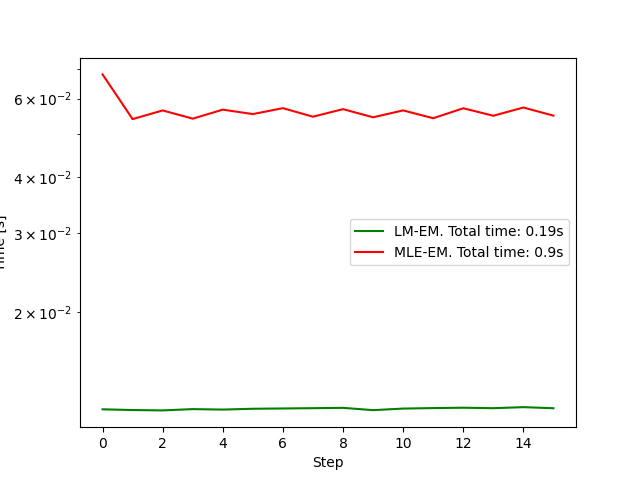 6 × 10⁻²
4 × 10⁻²
3 × 10⁻²
2 × 10⁻²
LM-EM. Total time: 0.19s
MLE-EM. Total time: 0.9s
0 2 4 6 8 10 12 14
Step